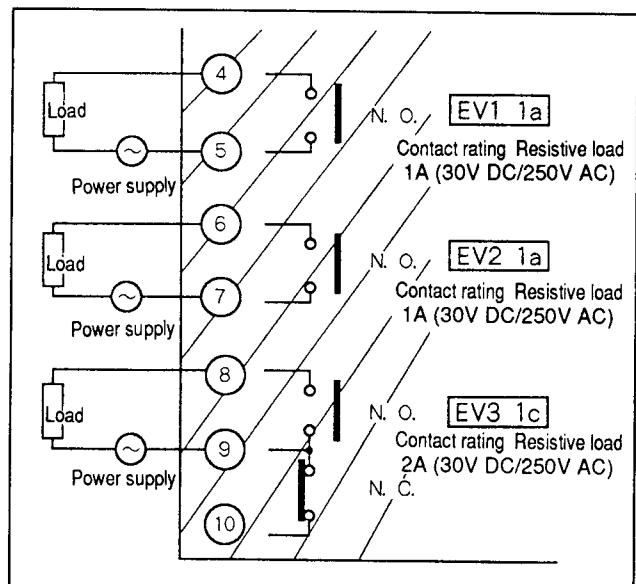 4
Load
N. O.
EV1 1a
5
Contact rating Resistive load
1A (30V DC/250V AC)
Power supply
6
Load
N. O.
EV2 1a
7
Contact rating Resistive load
1A (30V DC/250V AC)
Power supply
8
Load
N. O.
EV3 1c
9
Contact rating Resistive load
2A (30V DC/250V AC)
Power supply
N. C.
10